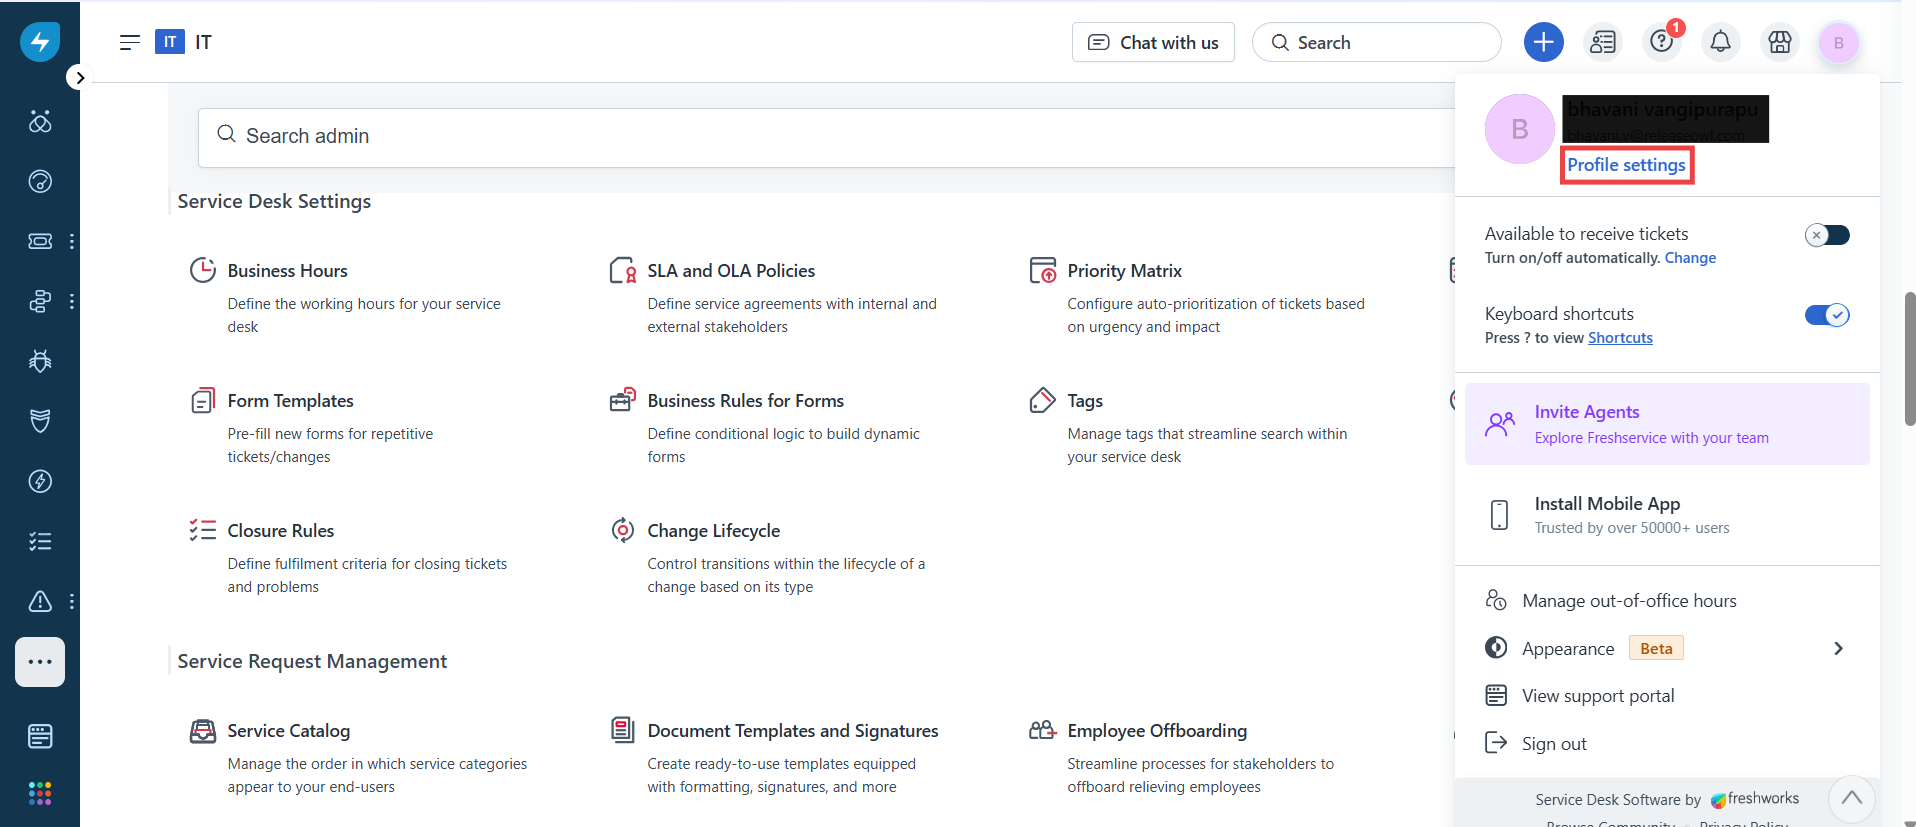 IT IT
Chat with us
Search
1
B
Search admin
B
bhavani vangipurapu
bhavani.v@releaseowl.com
Profile settings
Service Desk Settings
Business Hours
Define the working hours for your service
desk
SLA and OLA Policies
Define service agreements with internal and
external stakeholders
Priority Matrix
Configure auto-prioritization of tickets based
on urgency and impact
Form Templates
Pre-fill new forms for repetitive
tickets/changes
Business Rules for Forms
Define conditional logic to build dynamic
forms
Tags
Manage tags that streamline search within
your service desk
Closure Rules
Define fulfilment criteria for closing tickets
and problems
Change Lifecycle
Control transitions within the lifecycle of a
change based on its type
Service Request Management
Service Catalog
Manage the order in which service categories
appear to your end-users
Document Templates and Signatures
Create ready-to-use templates equipped
with formatting, signatures, and more
Employee Offboarding
Streamline processes for stakeholders to
offboard relieving employees
Available to receive tickets
Turn on/off automatically. Change
Keyboard shortcuts
Press ? to view Shortcuts
Invite Agents
Explore Freshservice with your team
Install Mobile App
Trusted by over 50000+ users
Manage out-of-office hours
Appearance Beta
View support portal
Sign out
Service Desk Software by freshworks
Browse Community Privacy Policy